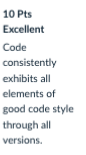 10 Pts
Excellent
Code
consistently
exhibits all
elements of
good code style
through all
versions.